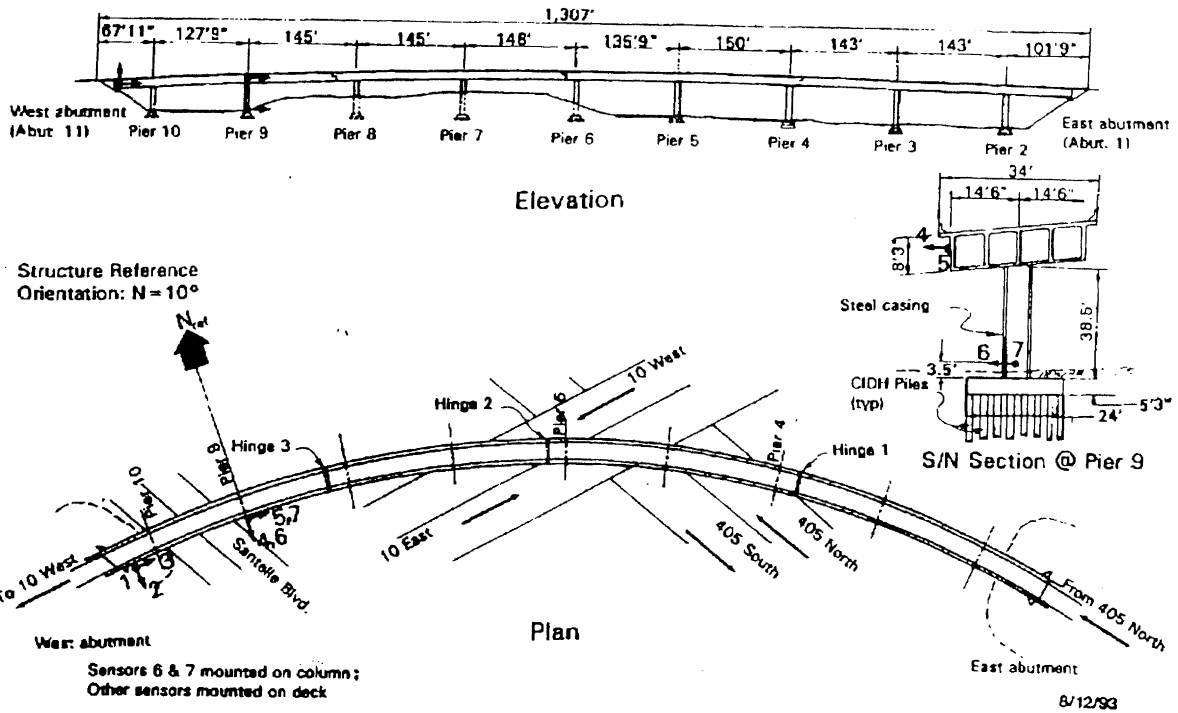 1,307'
67'11" 127'9" 145' 145' 148' 135'9" 150' 143' 143' 101'9"
West abutment
(Abut. 11)
Pier 10
Pier 9
Pier 8
Pier 7
Pier 6
Pier 5
Pier 4
Pier 3
Pier 2
East abutment
(Abut. 1)
Elevation
34'
14'6" 14'6"
4
8'3"
5
Steel casing
38.5'
6 7
3.5'
CIDH Piles
(typ)
5'3"
24'
S/N Section @ Pier 9
Structure Reference
Orientation: N = 10°
Nref
10 West
Hinge 2
Pier 6
Hinge 3
Pier 9
Pier 10
Pier 4
Hinge 1
5,7
4,6
Santelle Blvd.
10 East
405 South
405 North
To 10 West
1 3
2
4
From 405 North
West abutment
Plan
East abutment
Sensors 6 & 7 mounted on column;
Other sensors mounted on deck
8/12/93